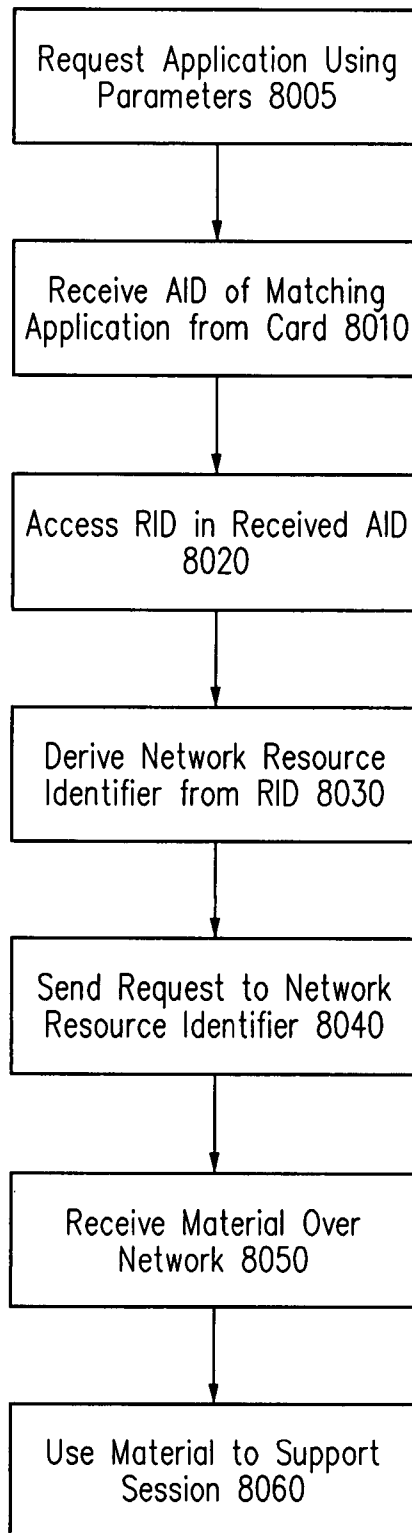 Request Application Using
Parameters 8005
Receive AID of Matching
Application from Card 8010
Access RID in Received AID
8020
Derive Network Resource
Identifier from RID 8030
Send Request to Network
Resource Identifier 8040
Receive Material Over
Network 8050
Use Material to Support
Session 8060